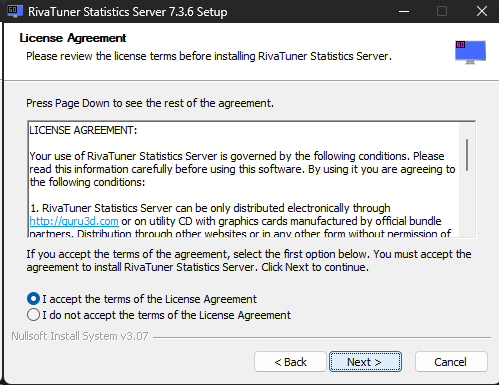 RivaTuner Statistics Server 7.3.6 Setup
License Agreement
Please review the license terms before installing RivaTuner Statistics Server.
60
Press Page Down to see the rest of the agreement.
LICENSE AGREEMENT:
Your use of RivaTuner Statistics Server is governed by the following conditions. Please
read this information carefully before using this software. By using it you are agreeing to
the following conditions:
1. RivaTuner Statistics Server can be only distributed electronically through
http://guru3d.com or on utility CD with graphics cards manufactured by official bundle
partners. Distribution through other websites or in any other form without permission of
If you accept the terms of the agreement, select the first option below. You must accept the
agreement to install RivaTuner Statistics Server. Click Next to continue.
I accept the terms of the License Agreement
I do not accept the terms of the License Agreement
Nullsoft Install System v3.07
< Back
Next >
Cancel